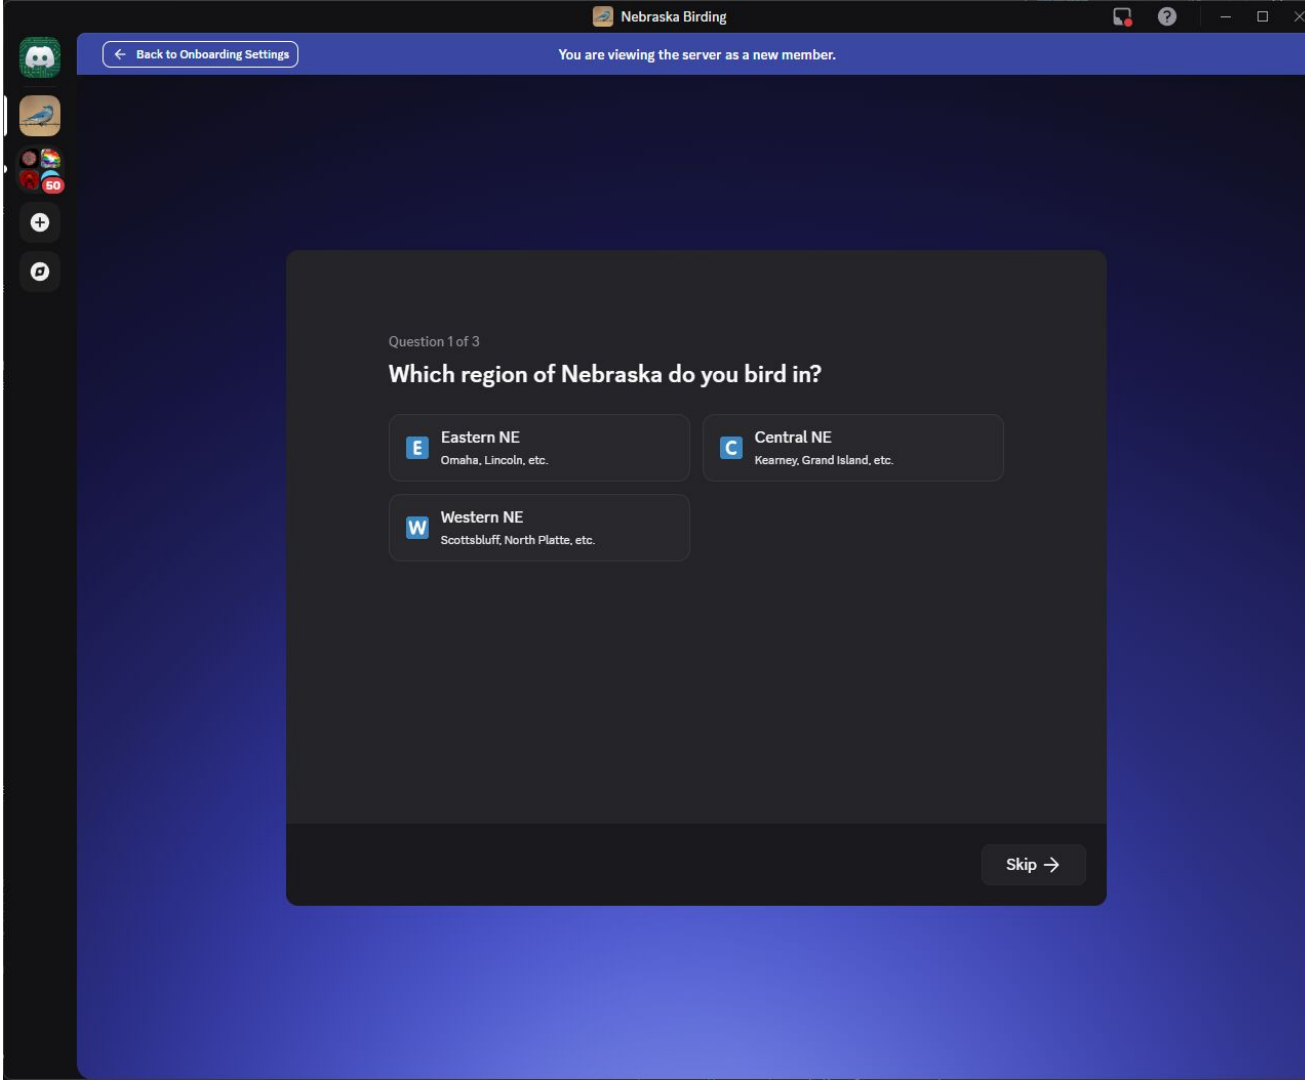 Nebraska Birding
← Back to Onboarding Settings
You are viewing the server as a new member.
50
Question 1 of 3
Which region of Nebraska do you bird in?
E
Eastern NE
Omaha, Lincoln, etc.
C
Central NE
Kearney, Grand Island, etc.
W
Western NE
Scottsbluff, North Platte, etc.
Skip →